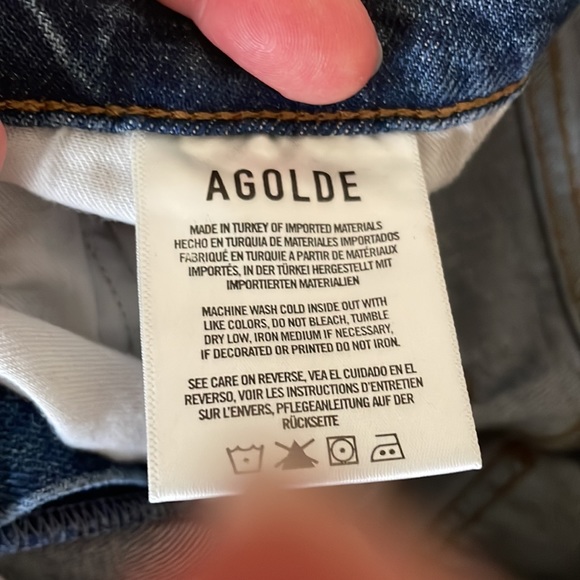 AGOLDE
MADE IN TURKEY OF IMPORTED MATERIALS
HECHO EN TURQUIA DE MATERIALES IMPORTADOS
FABRIQUÉ EN TURQUIE A PARTIR DE MATÉRIAUX
IMPORTÉS, IN DER TÜRKEI HERGESTELLT MIT
IMPORTIERTEN MATERIALIEN
MACHINE WASH COLD INSIDE OUT WITH
LIKE COLORS, DO NOT BLEACH, TUMBLE
DRY LOW, IRON MEDIUM IF NECESSARY,
IF DECORATED OR PRINTED DO NOT IRON.
SEE CARE ON REVERSE, VEA EL CUIDADO EN EL
REVERSO, VOIR LES INSTRUCTIONS D'ENTRETIEN
SUR L'ENVERS, PFLEGEANLEITUNG AUF DER
RÜCKSEITE